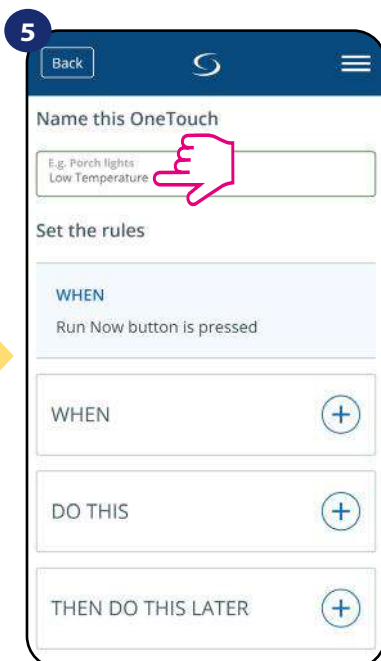 5
Back
Name this OneTouch
E.g. Porch lights
Low Temperature
Set the rules
WHEN
Run Now button is pressed
WHEN
DO THIS
THEN DO THIS LATER